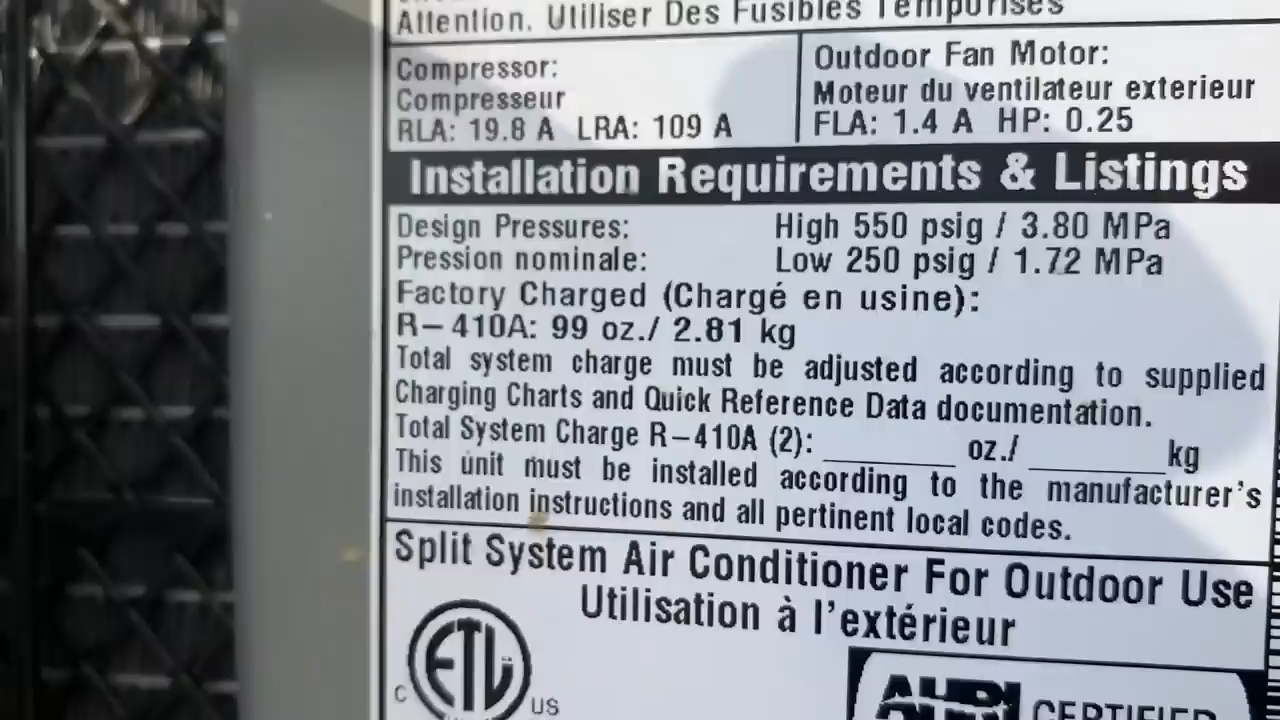 Attention. Utiliser Des Fusibles Temporisés
Compressor:
Compresseur
RLA: 19.8 A LRA: 109 A
Outdoor Fan Motor:
Moteur du ventilateur exterieur
FLA: 1.4 A HP: 0.25
Installation Requirements & Listings
Design Pressures: High 550 psig / 3.80 MPa
Pression nominale: Low 250 psig / 1.72 MPa
Factory Charged (Chargé en usine):
R-410A: 99 oz./ 2.81 kg
Total system charge must be adjusted according to supplied
Charging Charts and Quick Reference Data documentation.
Total System Charge R-410A (2): ________ oz./ ________ kg
This unit must be installed according to the manufacturer's
installation instructions and all pertinent local codes.
Split System Air Conditioner For Outdoor Use
Utilisation à l'extérieur
C ETL US
AHRI CERTIFIED